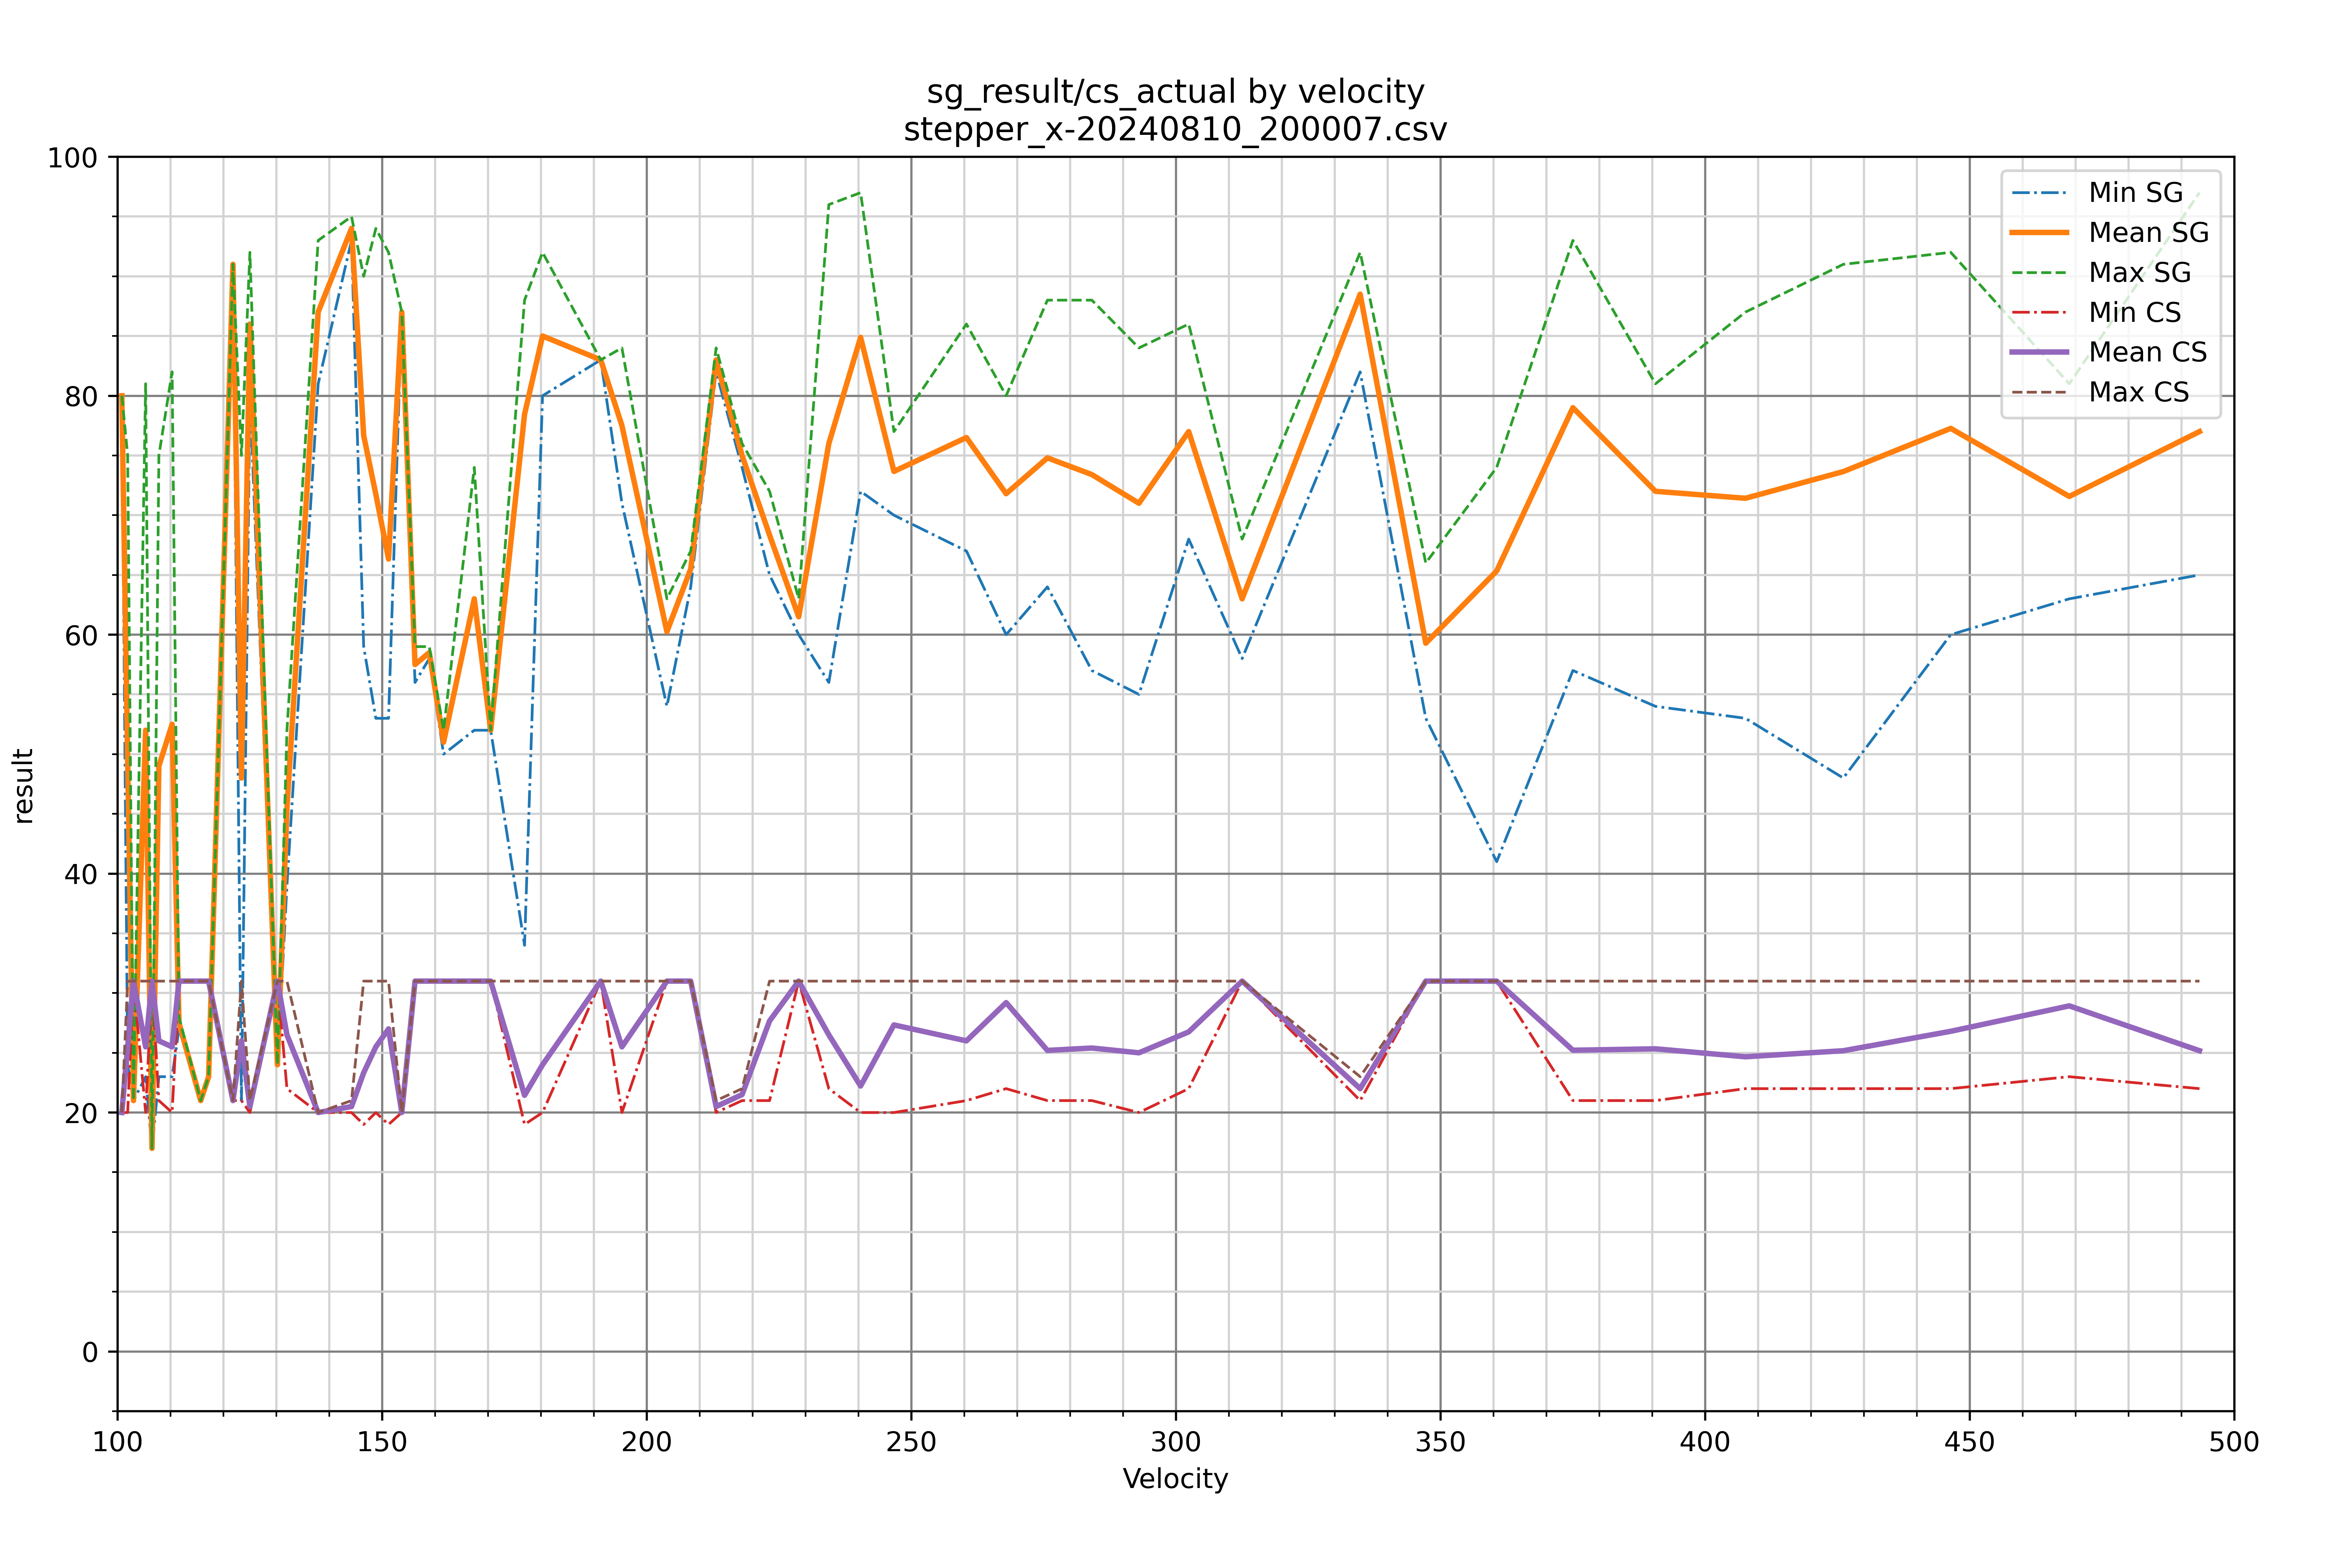 sg_result/cs_actual by velocity
stepper_x-20240810_200007.csv
100
80
60
40
20
0
result
Min SG
Mean SG
Max SG
Min CS
Mean CS
Max CS
100 150 200 250 300 350 400 450 500
Velocity